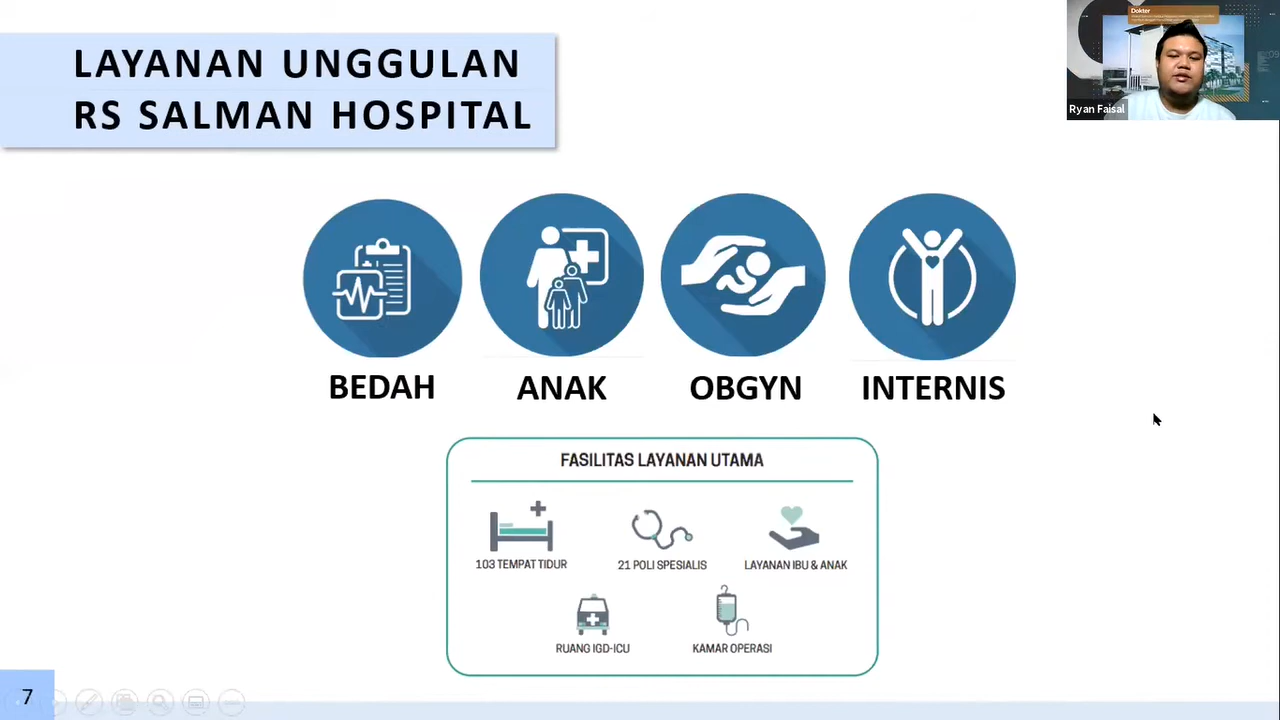 LAYANAN UNGGULAN
RS SALMAN HOSPITAL
Dokter
Ryan Faisal
BEDAH
ANAK
OBGYN
INTERNIS
FASILITAS LAYANAN UTAMA
103 TEMPAT TIDUR
21 POLI SPESIALIS
LAYANAN IBU & ANAK
RUANG IGD-ICU
KAMAR OPERASI
7